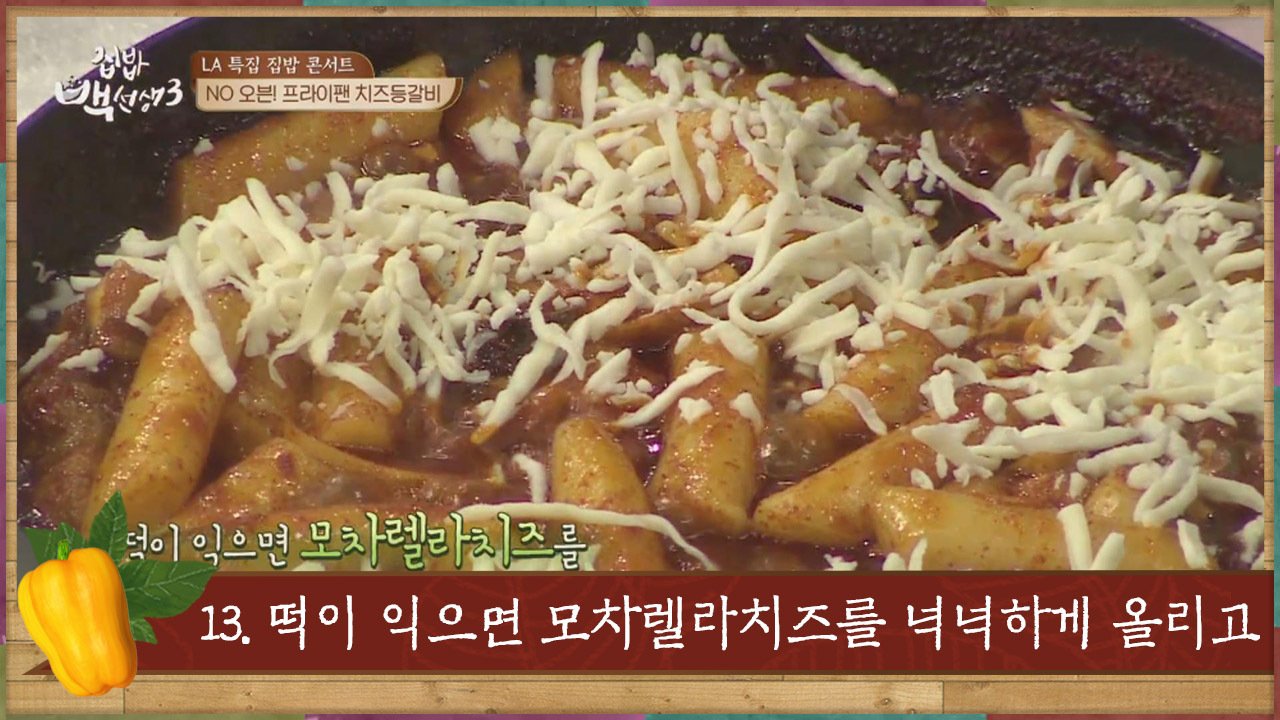 집밥
백선생3
LA 특집 집밥 콘서트
NO 오븐! 프라이팬 치즈등갈비
떡이 익으면 모차렐라치즈를
13. 떡이 익으면 모차렐라치즈를 넉넉하게 올리고